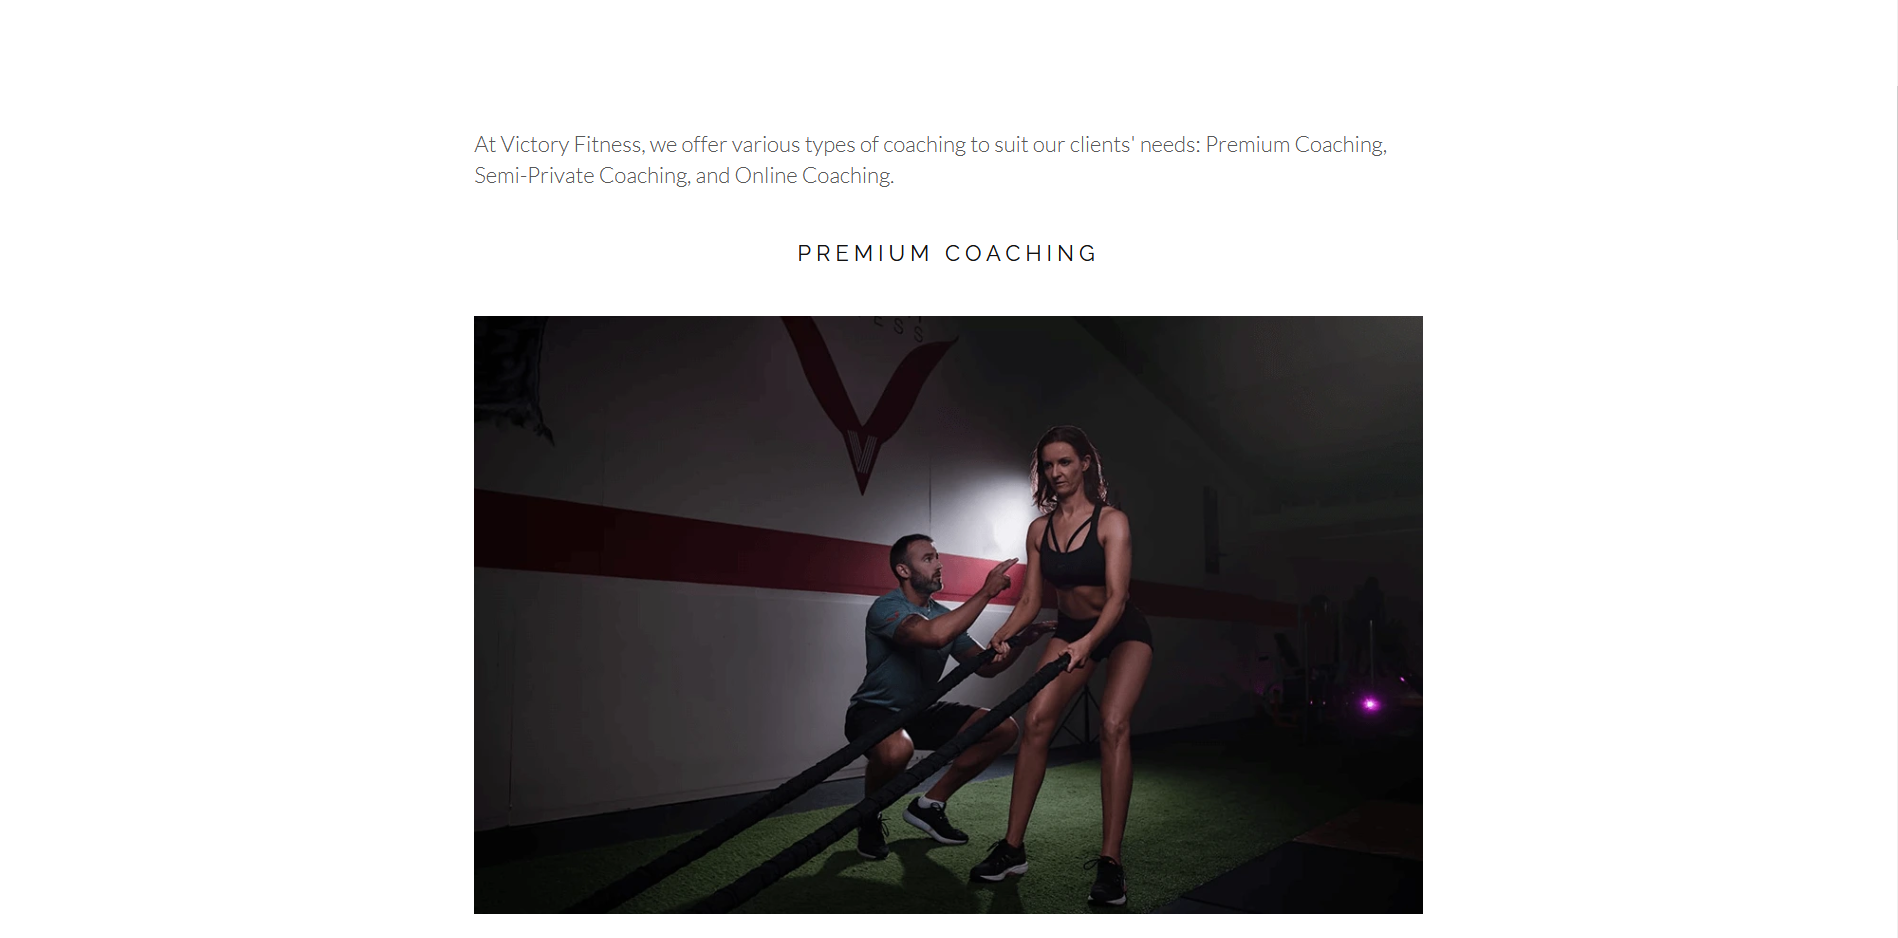 At Victory Fitness, we offer various types of coaching to suit our clients' needs: Premium Coaching,
Semi-Private Coaching, and Online Coaching.
PREMIUM COACHING